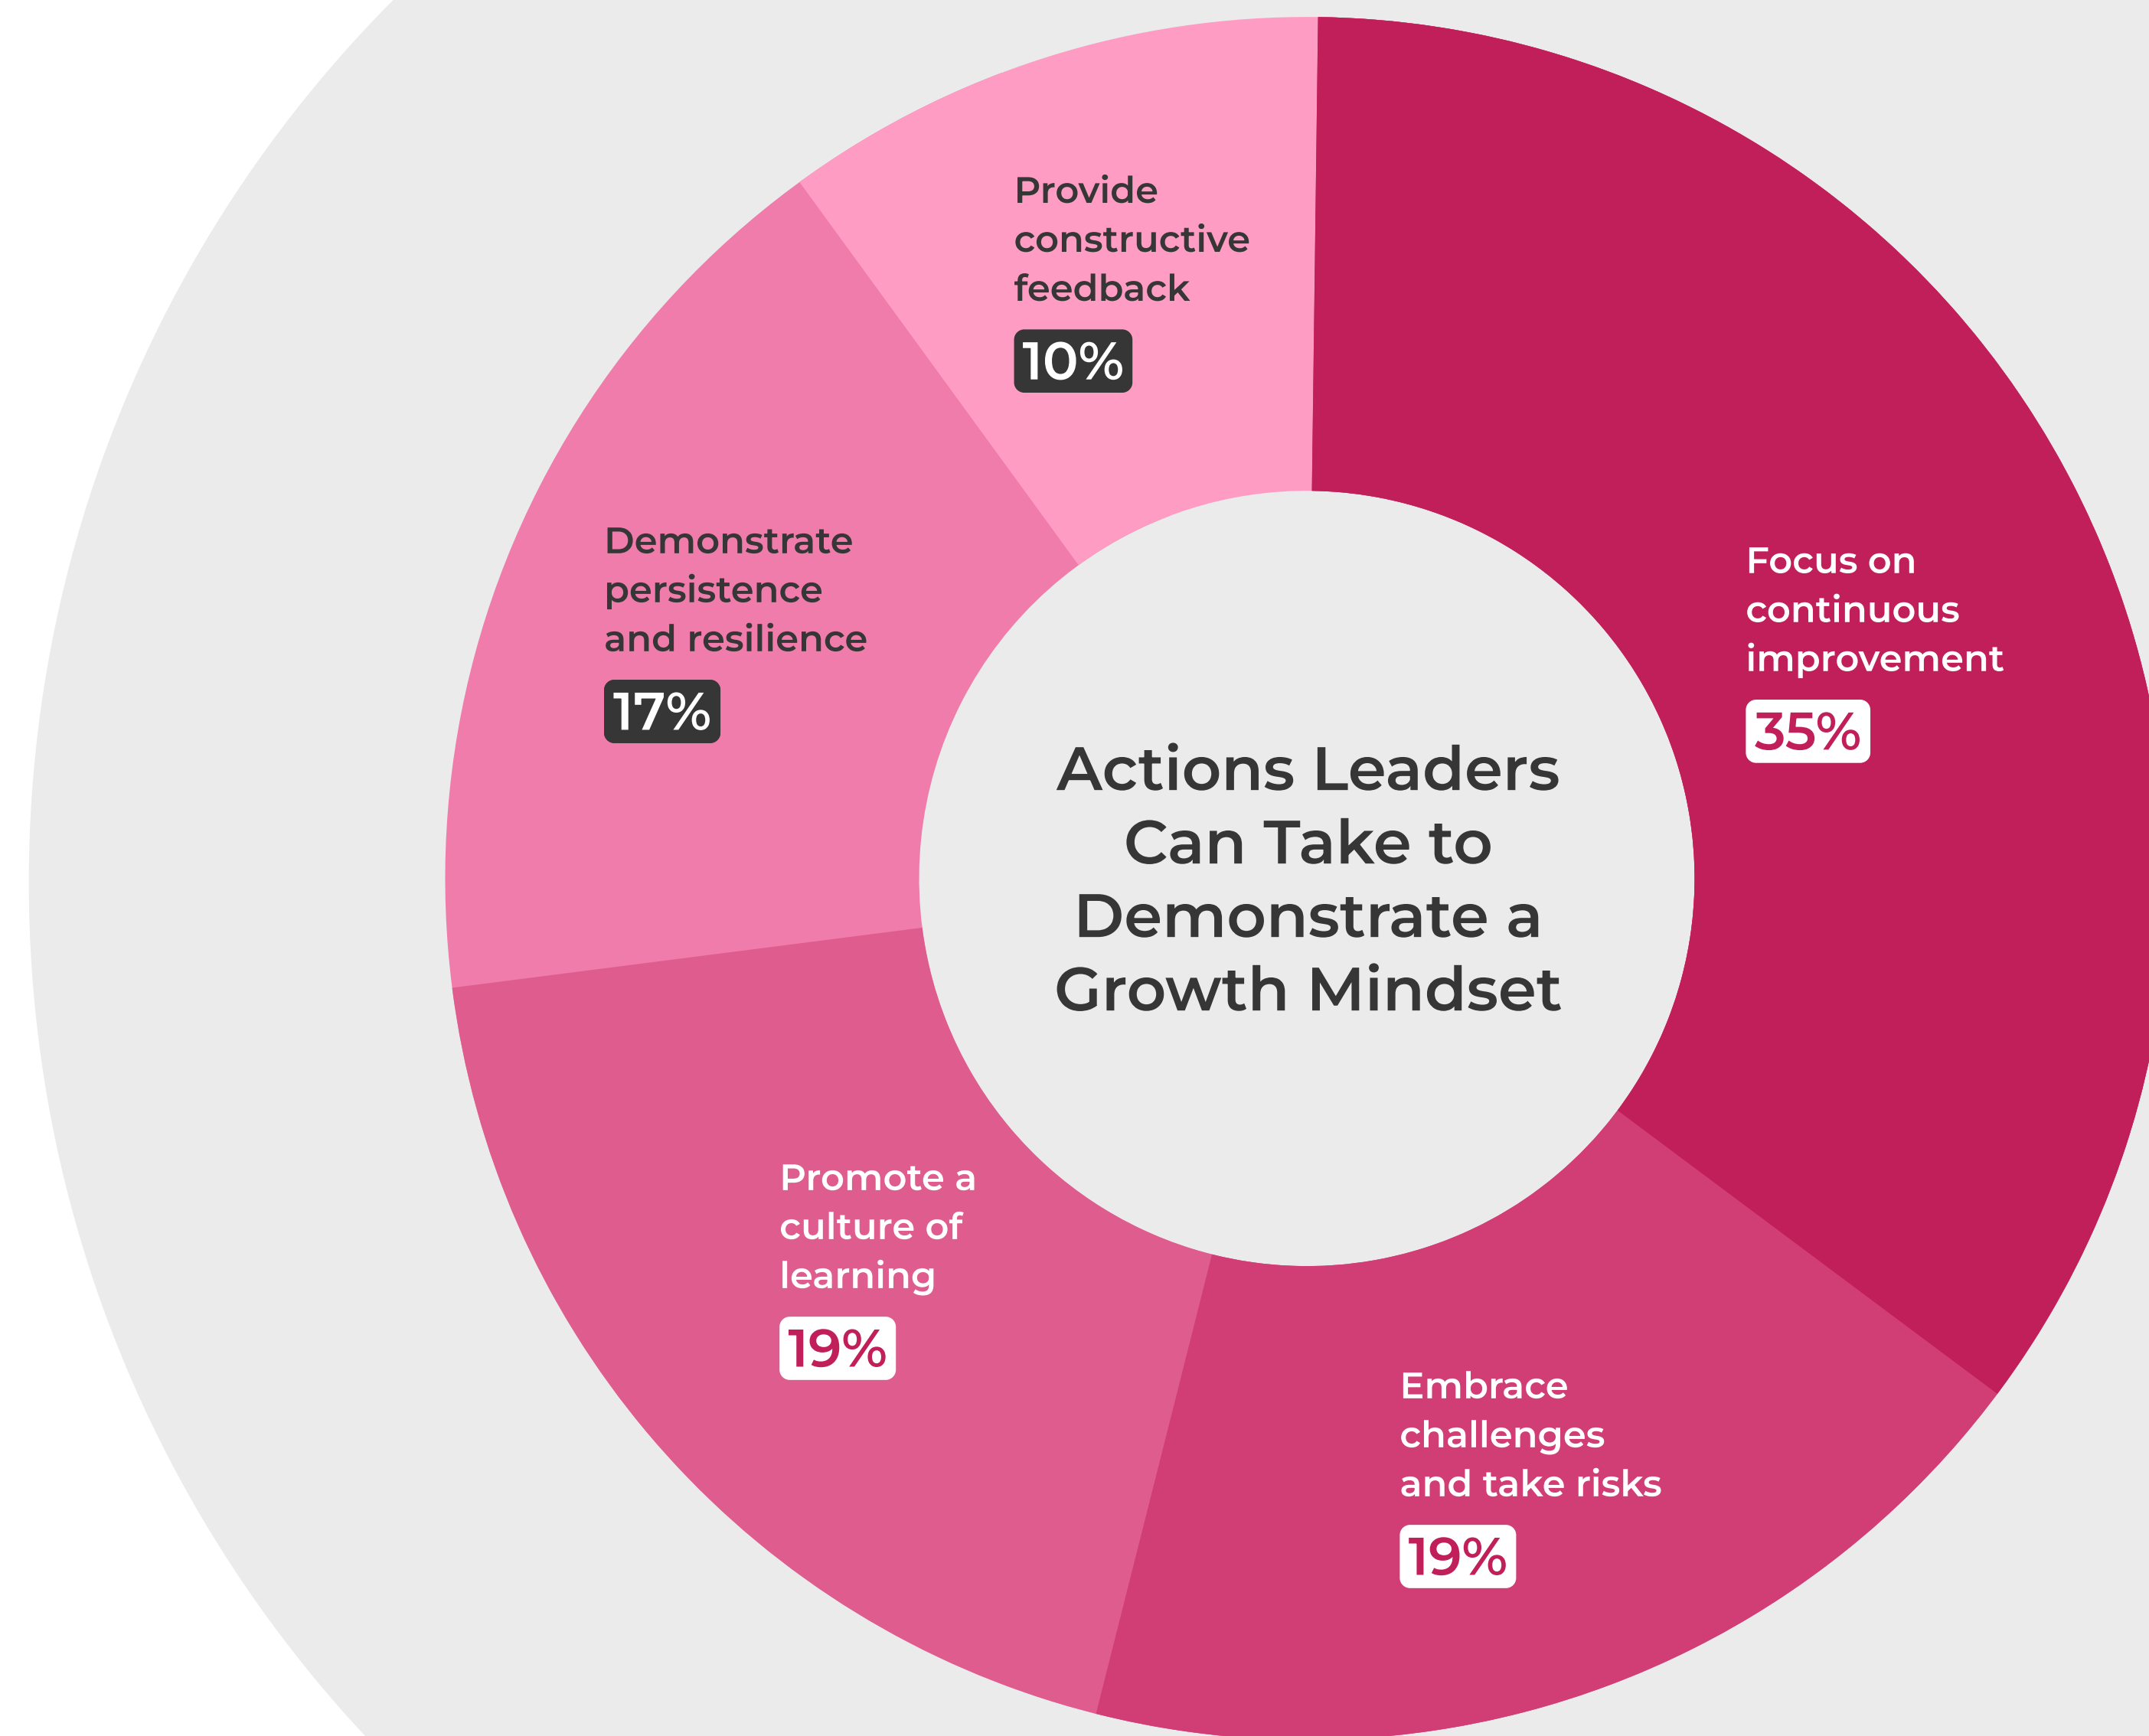 Actions Leaders
Can Take to
Demonstrate a
Growth Mindset
Focus on
continuous
improvement
35%
Embrace
challenges
and take risks
19%
Promote a
culture of
learning
19%
Demonstrate
persistence
and resilience
17%
Provide
constructive
feedback
10%